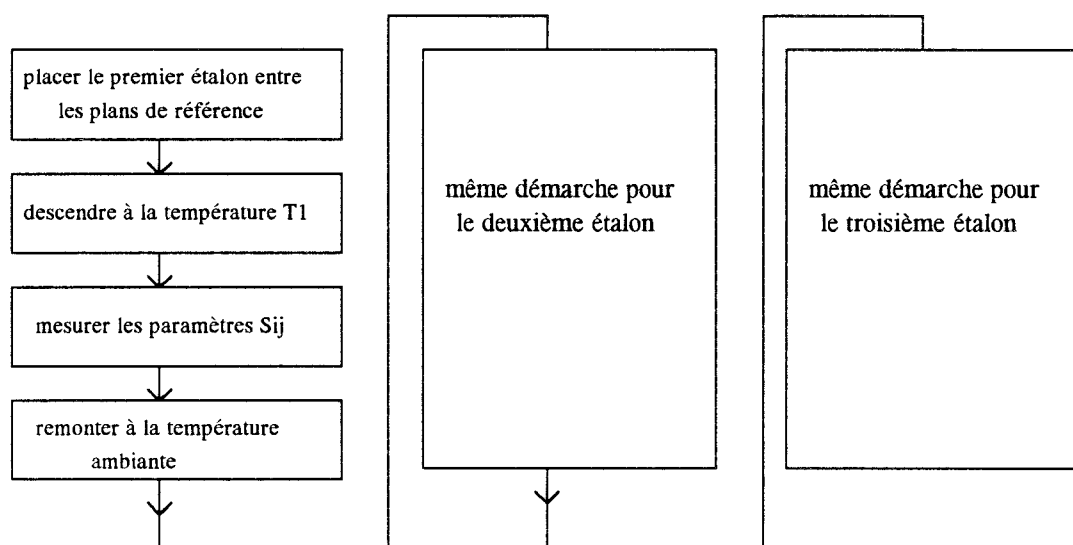 placer le premier étalon entre
les plans de référence
descendre à la température T1
mesurer les paramètres Sij
remonter à la température
ambiante
même démarche pour
le deuxième étalon
même démarche pour
le troisième étalon